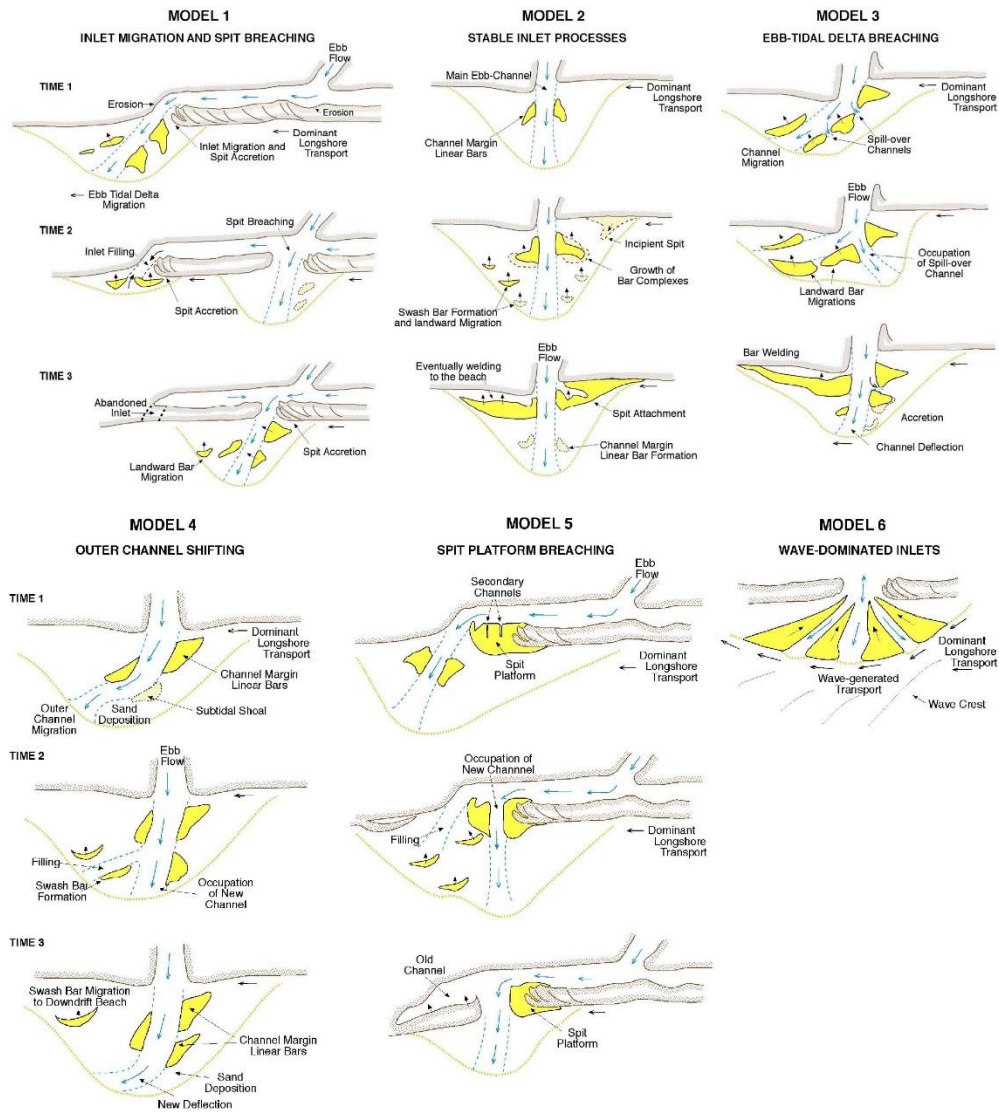 MODEL 1
INLET MIGRATION AND SPIT BREACHING
TIME 1
Ebb
Flow
Erosion
Erosion
Inlet Migration and
Spit Accretion
Dominant
Longshore
Transport
Ebb Tidal Delta
Migration
TIME 2
Spit Breaching
Inlet Filling
Spit Accretion
TIME 3
Abandoned
Inlet
Landward Bar
Migration
Spit Accretion
MODEL 2
STABLE INLET PROCESSES
Main Ebb-Channel
Dominant
Longshore
Transport
Channel Margin
Linear Bars
Incipient Spit
Growth of
Bar Complexes
Swash Bar Formation
and landward Migration
Eventually welding
to the beach
Ebb
Flow
Spit Attachment
Channel Margin
Linear Bar Formation
MODEL 3
EBB-TIDAL DELTA BREACHING
Dominant
Longshore
Transport
Channel
Migration
Spill-over
Channels
Ebb
Flow
Occupation
of Spill-over
Channel
Landward Bar
Migrations
Bar Welding
Accretion
Channel Deflection
MODEL 4
OUTER CHANNEL SHIFTING
TIME 1
Dominant
Longshore
Transport
Channel Margin
Linear Bars
Outer
Channel
Migration
Sand
Deposition
Subtidal Shoal
TIME 2
Ebb
Flow
Filling
Swash Bar
Formation
Occupation
of New
Channel
TIME 3
Swash Bar Migration
to Downdrift Beach
Channel Margin
Linear Bars
Sand
Deposition
New Deflection
MODEL 5
SPIT PLATFORM BREACHING
Secondary
Channels
Ebb
Flow
Spit
Platform
Dominant
Longshore
Transport
Occupation of
New Channnel
Filling
Dominant
Longshore
Transport
Old
Channel
Spit
Platform
MODEL 6
WAVE-DOMINATED INLETS
Dominant
Longshore
Transport
Wave-generated
Transport
Wave Crest